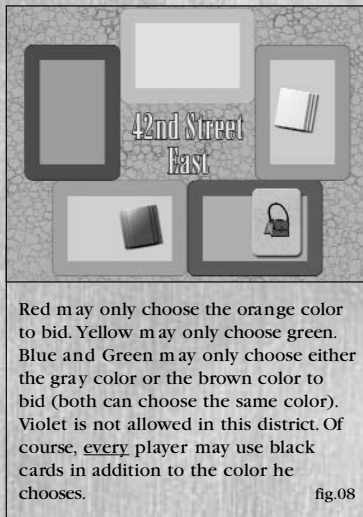 42nd Street
East
Red may only choose the orange color
to bid. Yellow may only choose green.
Blue and Green may only choose either
the gray color or the brown color to
bid (both can choose the same color).
Violet is not allowed in this district. Of
course, every player may use black
cards in addition to the color he
chooses. fig.08